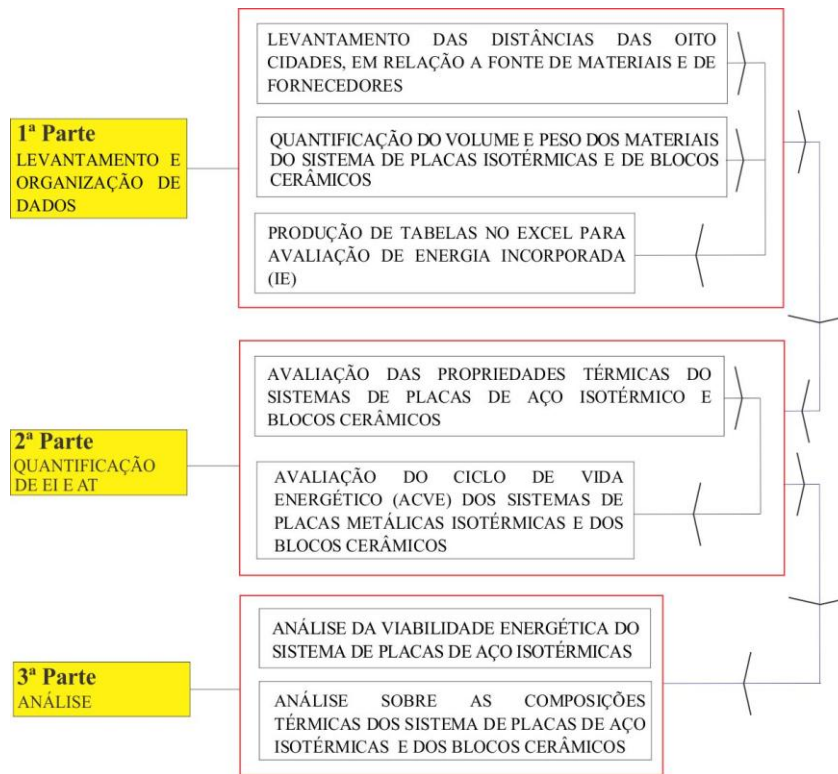 1ª Parte
LEVANTAMENTO E
ORGANIZAÇÃO DE
DADOS
LEVANTAMENTO DAS DISTÂNCIAS DAS OITO
CIDADES, EM RELAÇÃO A FONTE DE MATERIAIS E DE
FORNECEDORES
QUANTIFICAÇÃO DO VOLUME E PESO DOS MATERIAIS
DO SISTEMA DE PLACAS ISOTÉRMICAS E DE BLOCOS
CERÂMICOS
PRODUÇÃO DE TABELAS NO EXCEL PARA
AVALIAÇÃO DE ENERGIA INCORPORADA
(IE)
2ª Parte
QUANTIFICAÇÃO
DE EI E AT
AVALIAÇÃO DAS PROPRIEDADES TÉRMICAS DO
SISTEMAS DE PLACAS DE AÇO ISOTÉRMICO E
BLOCOS CERÂMICOS
AVALIAÇÃO DO CICLO DE VIDA
ENERGÉTICO (ACVE) DOS SISTEMAS DE
PLACAS METÁLICAS ISOTÉRMICAS E DOS
BLOCOS CERÂMICOS
3ª Parte
ANÁLISE
ANÁLISE DA VIABILIDADE ENERGÉTICA DO
SISTEMA DE PLACAS DE AÇO ISOTÉRMICAS
ANÁLISE SOBRE AS COMPOSIÇÕES
TÉRMICAS DOS SISTEMA DE PLACAS DE AÇO
ISOTÉRMICAS E DOS BLOCOS CERÂMICOS